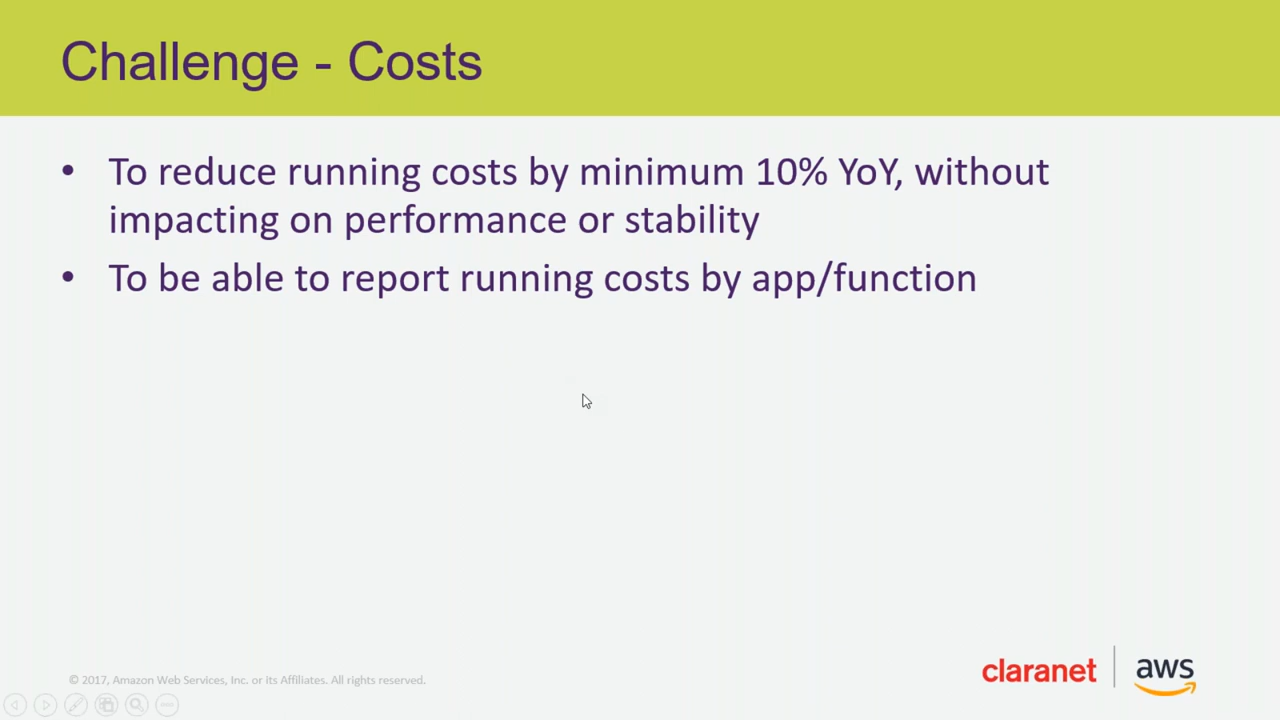 Challenge - Costs
• To reduce running costs by minimum 10% YoY, without
impacting on performance or stability
• To be able to report running costs by app/function
© 2017, Amazon Web Services, Inc. or its Affiliates. All rights reserved.
claranet
aws